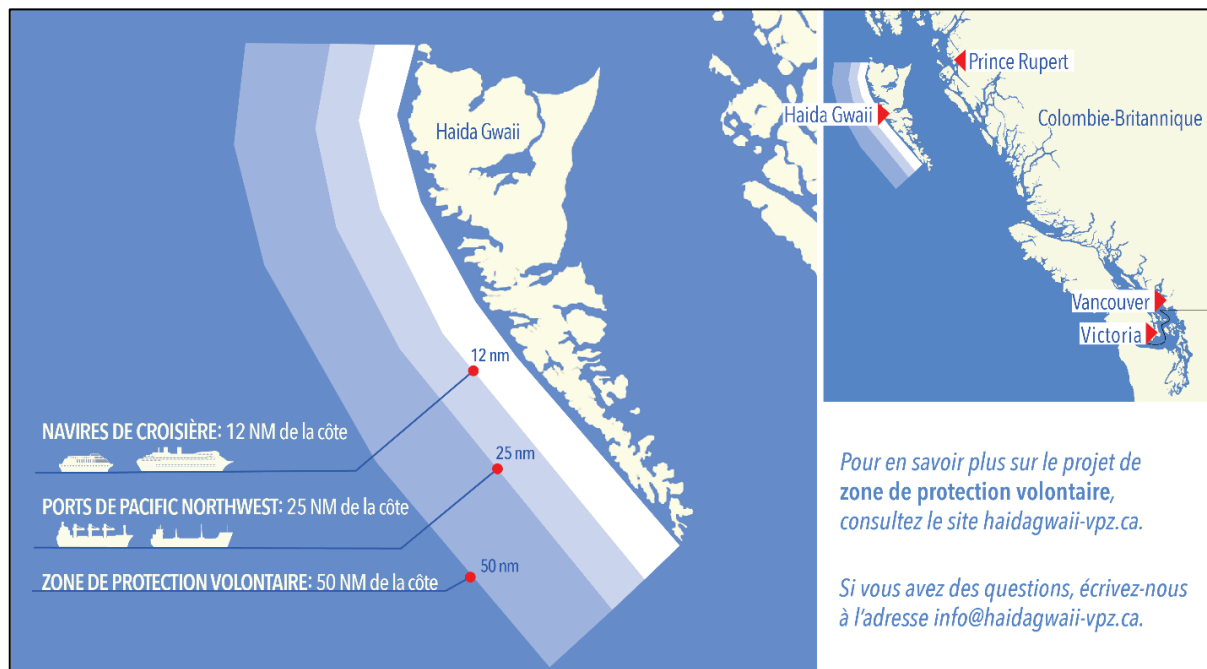 Haida Gwaii
12 nm
NAVIRES DE CROISIÈRE: 12 NM de la côte
25 nm
PORTS DE PACIFIC NORTHWEST: 25 NM de la côte
50 nm
ZONE DE PROTECTION VOLONTAIRE: 50 NM de la côte
Prince Rupert
Haida Gwaii
Colombie-Britannique
Vancouver
Victoria
Pour en savoir plus sur le projet de
zone de protection volontaire,
consultez le site haidagwaii-vpz.ca.
Si vous avez des questions, écrivez-nous
à l'adresse info@haidagwaii-vpz.ca.